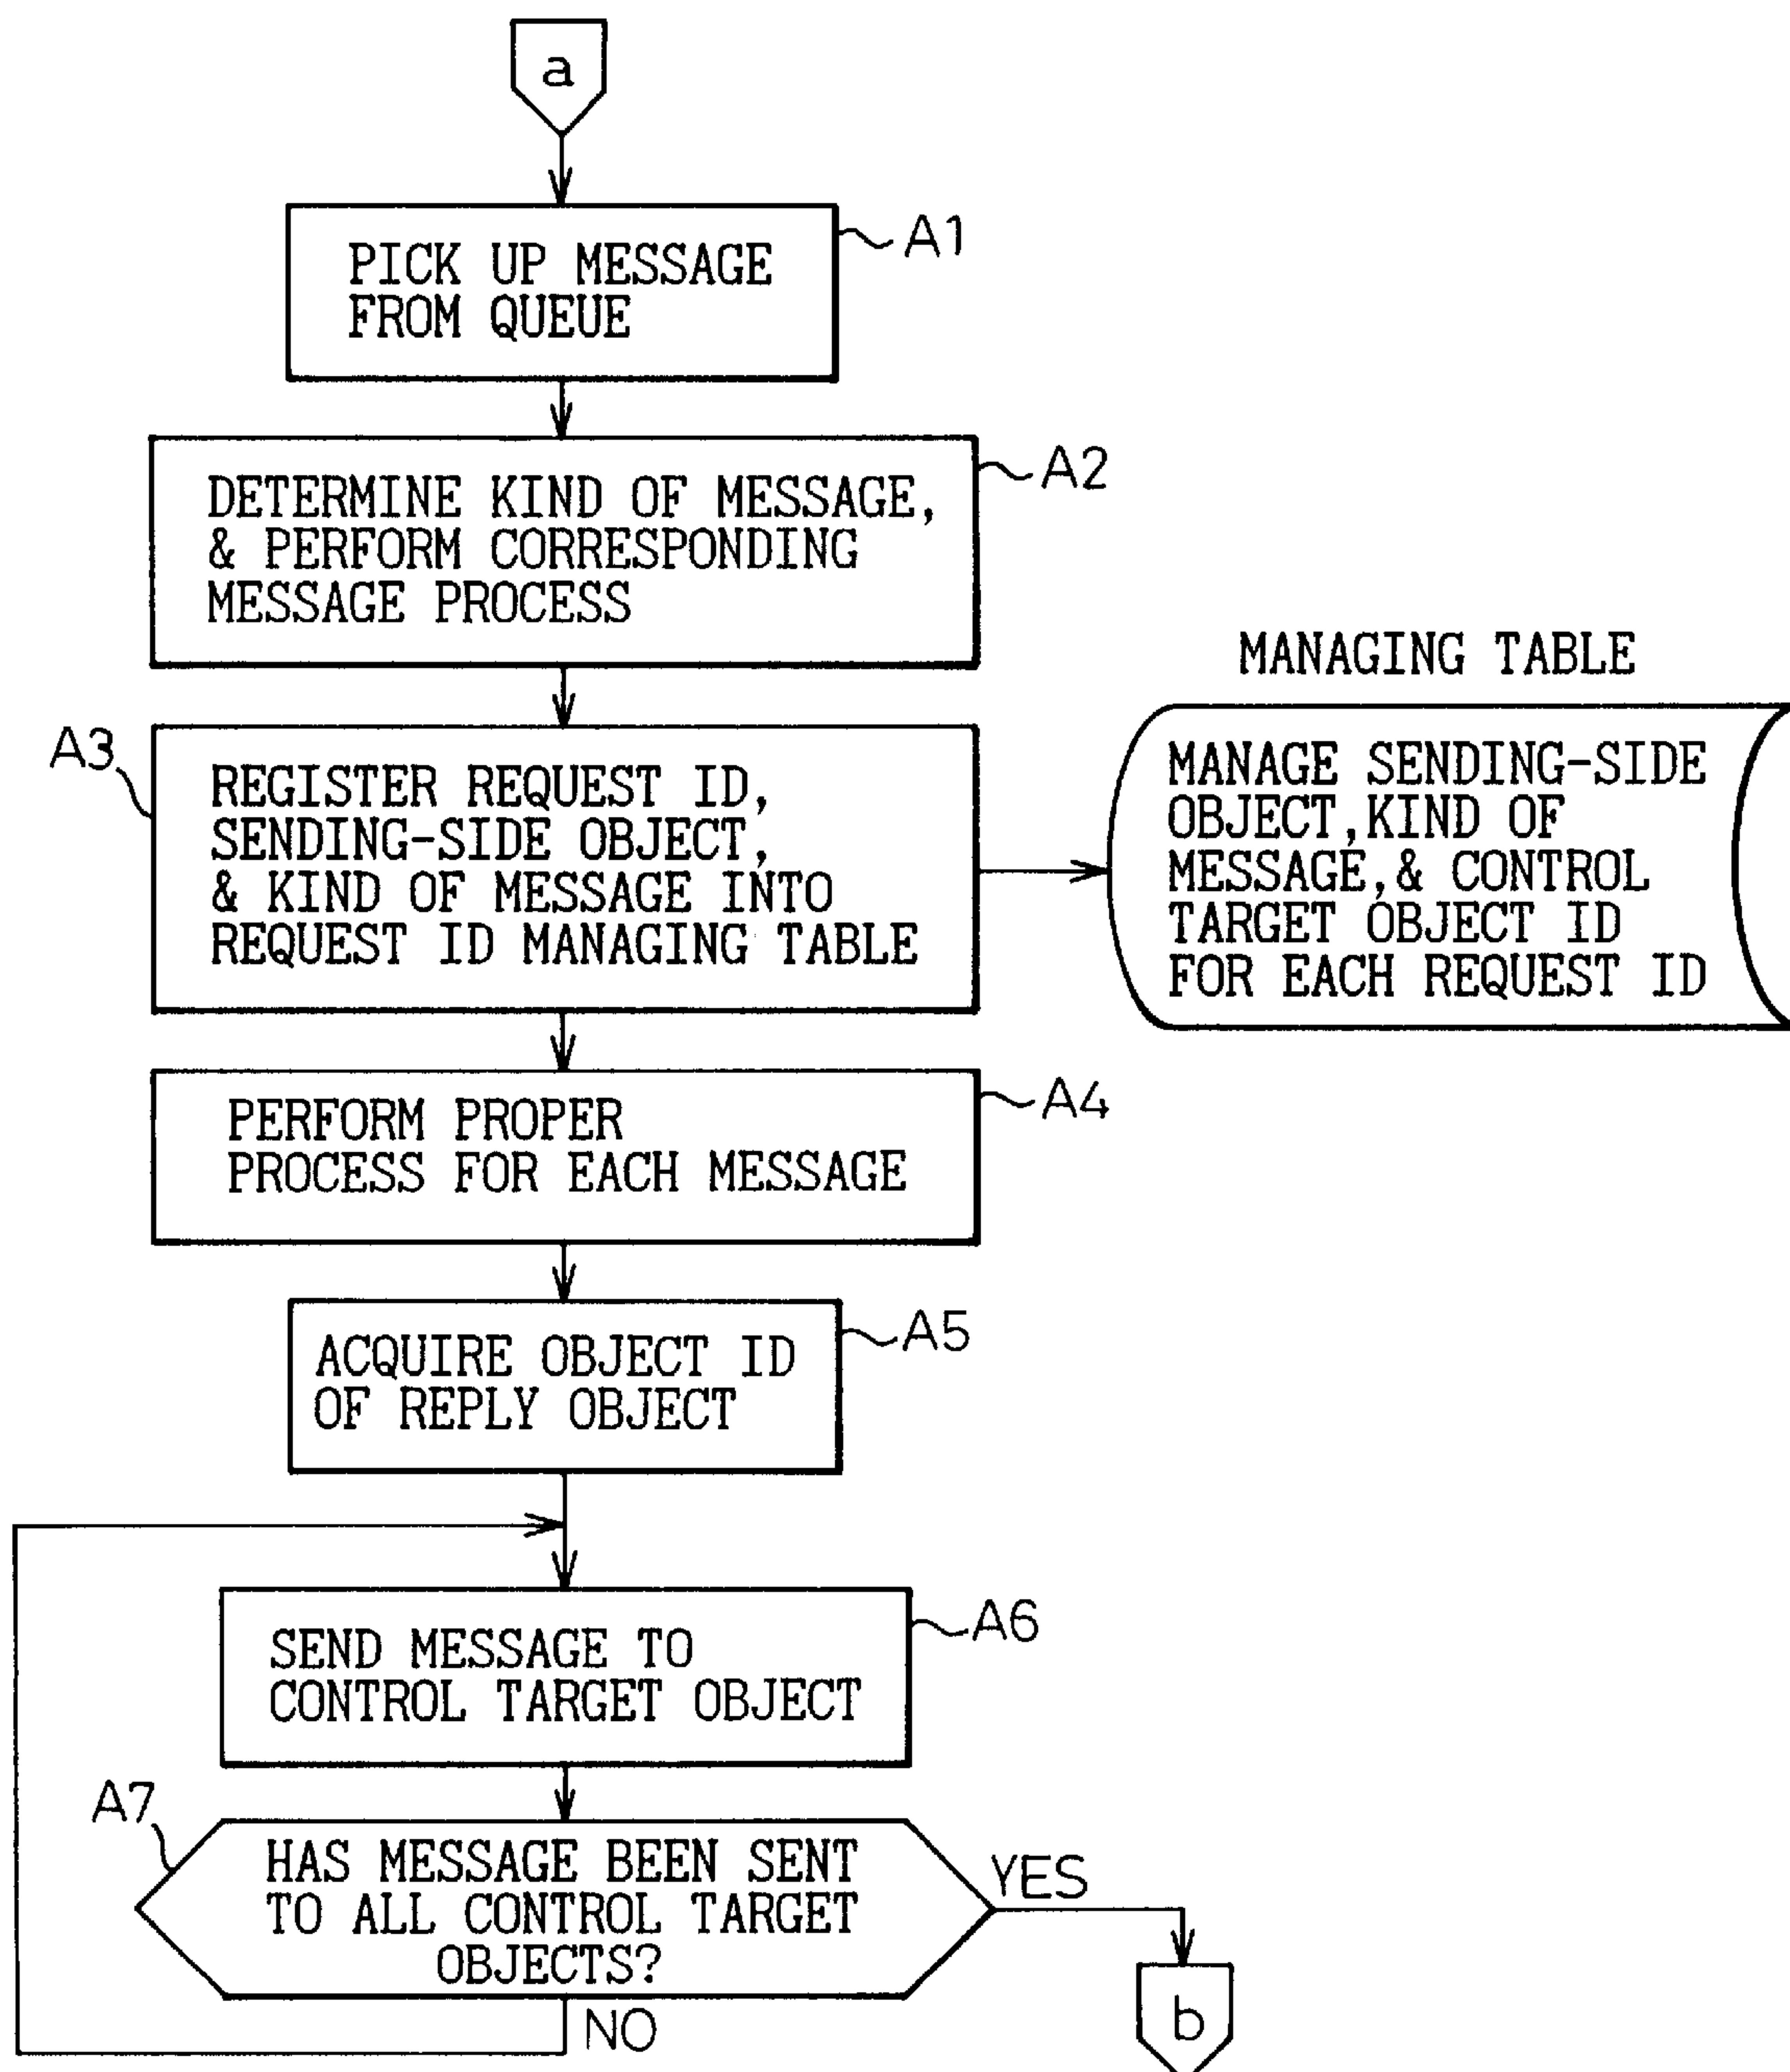 a
A1
PICK UP MESSAGE
FROM QUEUE
A2
DETERMINE KIND OF MESSAGE,
& PERFORM CORRESPONDING
MESSAGE PROCESS
MANAGING TABLE
A3
REGISTER REQUEST ID,
SENDING-SIDE OBJECT,
& KIND OF MESSAGE INTO
REQUEST ID MANAGING TABLE
MANAGE SENDING-SIDE
OBJECT,KIND OF
MESSAGE,& CONTROL
TARGET OBJECT ID
FOR EACH REQUEST ID
A4
PERFORM PROPER
PROCESS FOR EACH MESSAGE
A5
ACQUIRE OBJECT ID
OF REPLY OBJECT
A6
SEND MESSAGE TO
CONTROL TARGET OBJECT
A7
HAS MESSAGE BEEN SENT
TO ALL CONTROL TARGET
OBJECTS?
YES
NO
b